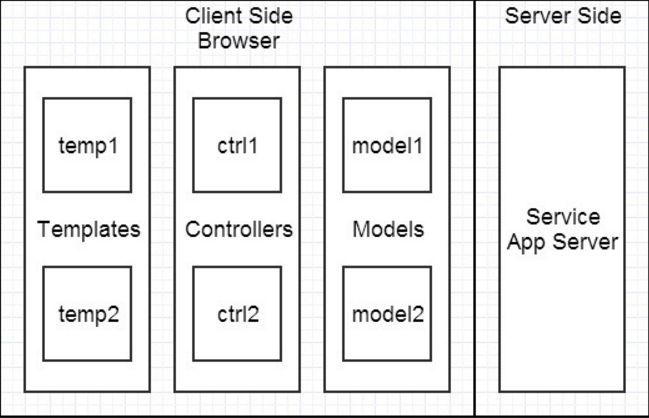 Client Side
Browser
Server Side
temp1
Templates
temp2
ctrl1
Controllers
ctrl2
model1
Models
model2
Service
App Server